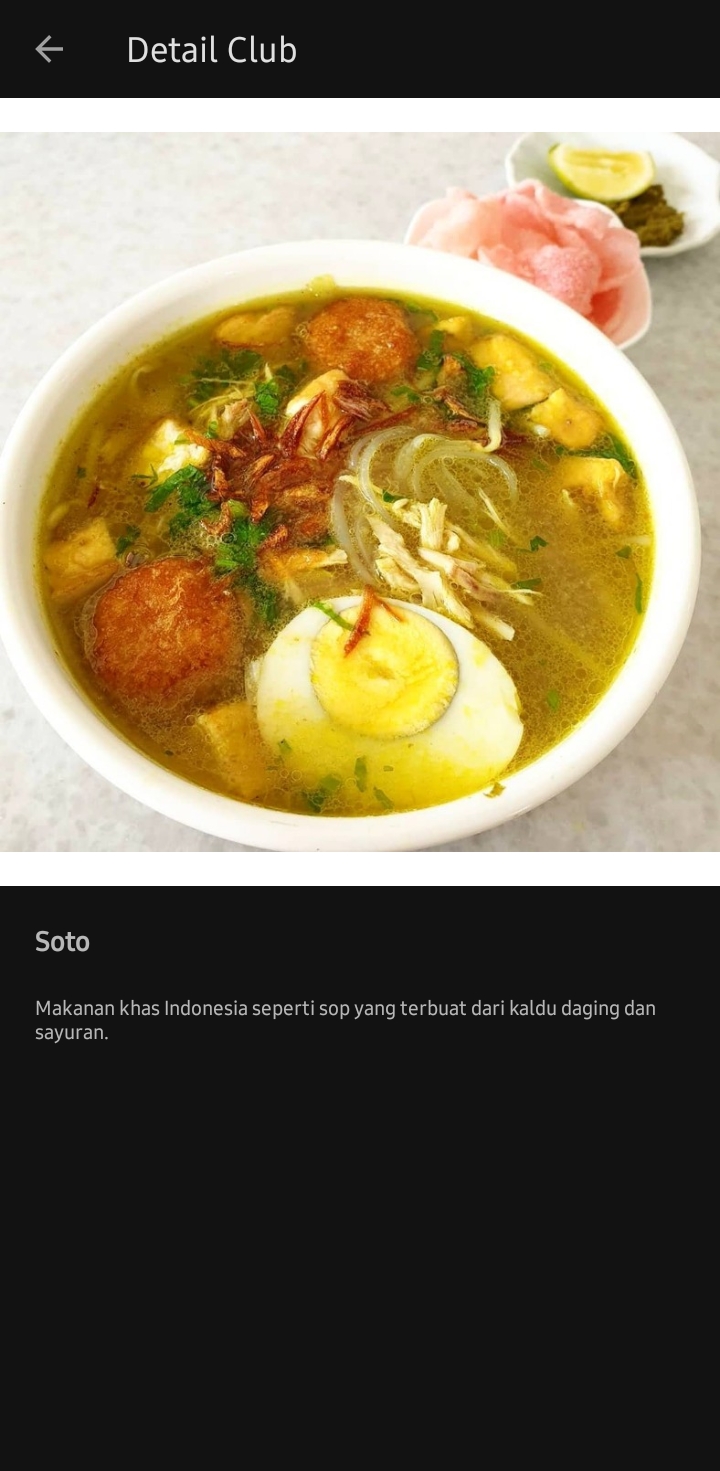 Detail Club
Soto
Makanan khas Indonesia seperti sop yang terbuat dari kaldu daging dan
sayuran.